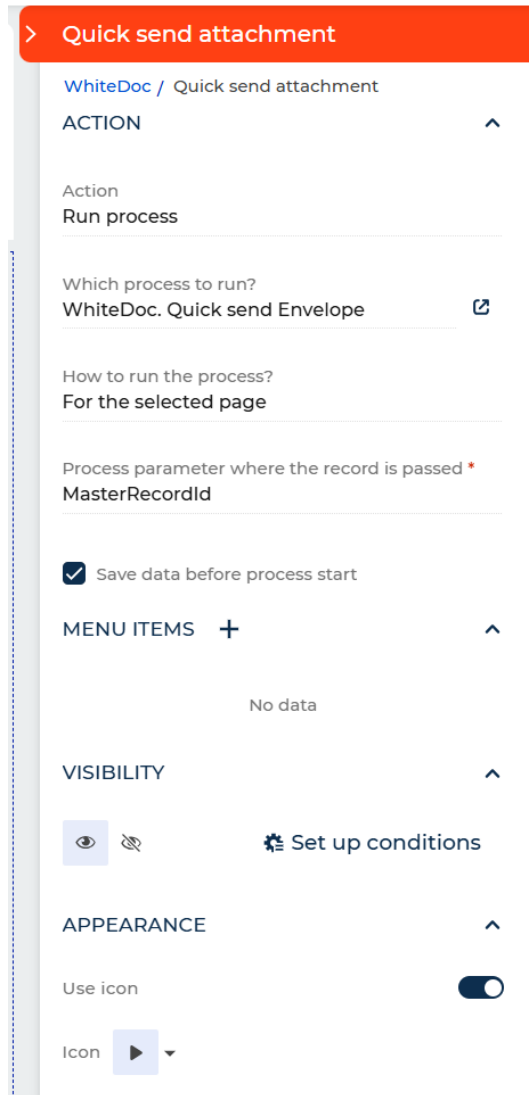 Quick send attachment
WhiteDoc / Quick send attachment
ACTION
Action
Run process
Which process to run?
WhiteDoc. Quick send Envelope
How to run the process?
For the selected page
Process parameter where the record is passed *
MasterRecordId
Save data before process start
MENU ITEMS
No data
VISIBILITY
Set up conditions
APPEARANCE
Use icon
Icon